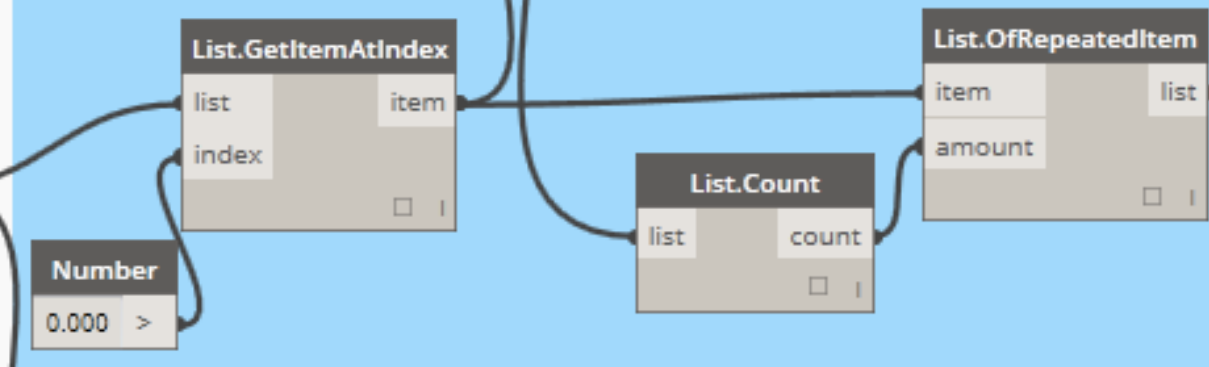 List.GetItemAtIndex
list
item
index
Number
0.000 >
List.Count
list
count
List.OfRepeatedItem
item
list
amount